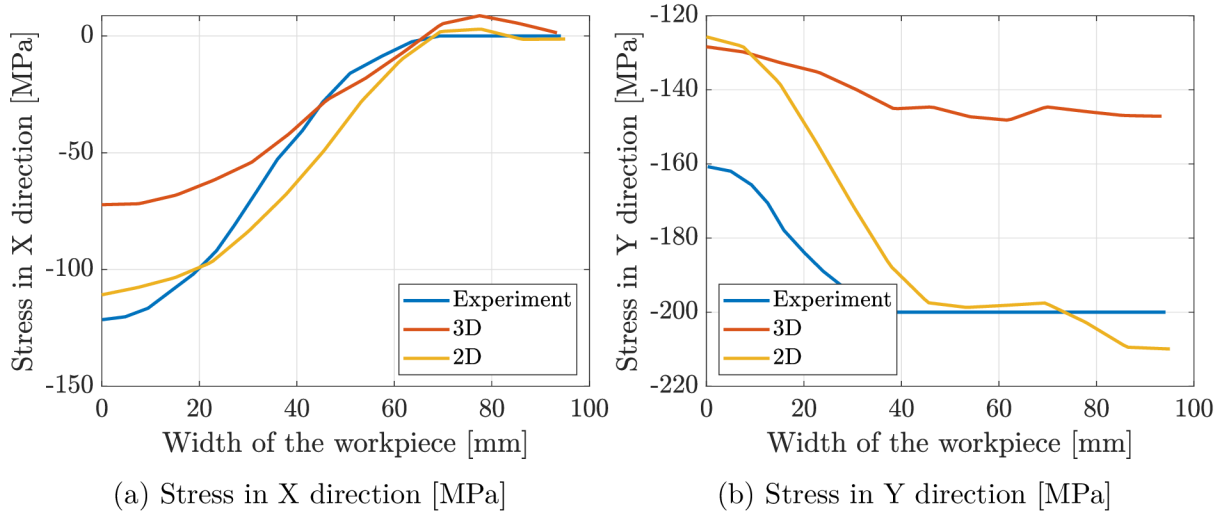 0
-50
-100
-150
Stress in X direction [MPa]
Experiment
3D
2D
0 20 40 60 80 100
Width of the workpiece [mm]
(a) Stress in X direction [MPa]
-120
-140
-160
-180
-200
-220
Stress in Y direction [MPa]
Experiment
3D
2D
0 20 40 60 80 100
Width of the workpiece [mm]
(b) Stress in Y direction [MPa]